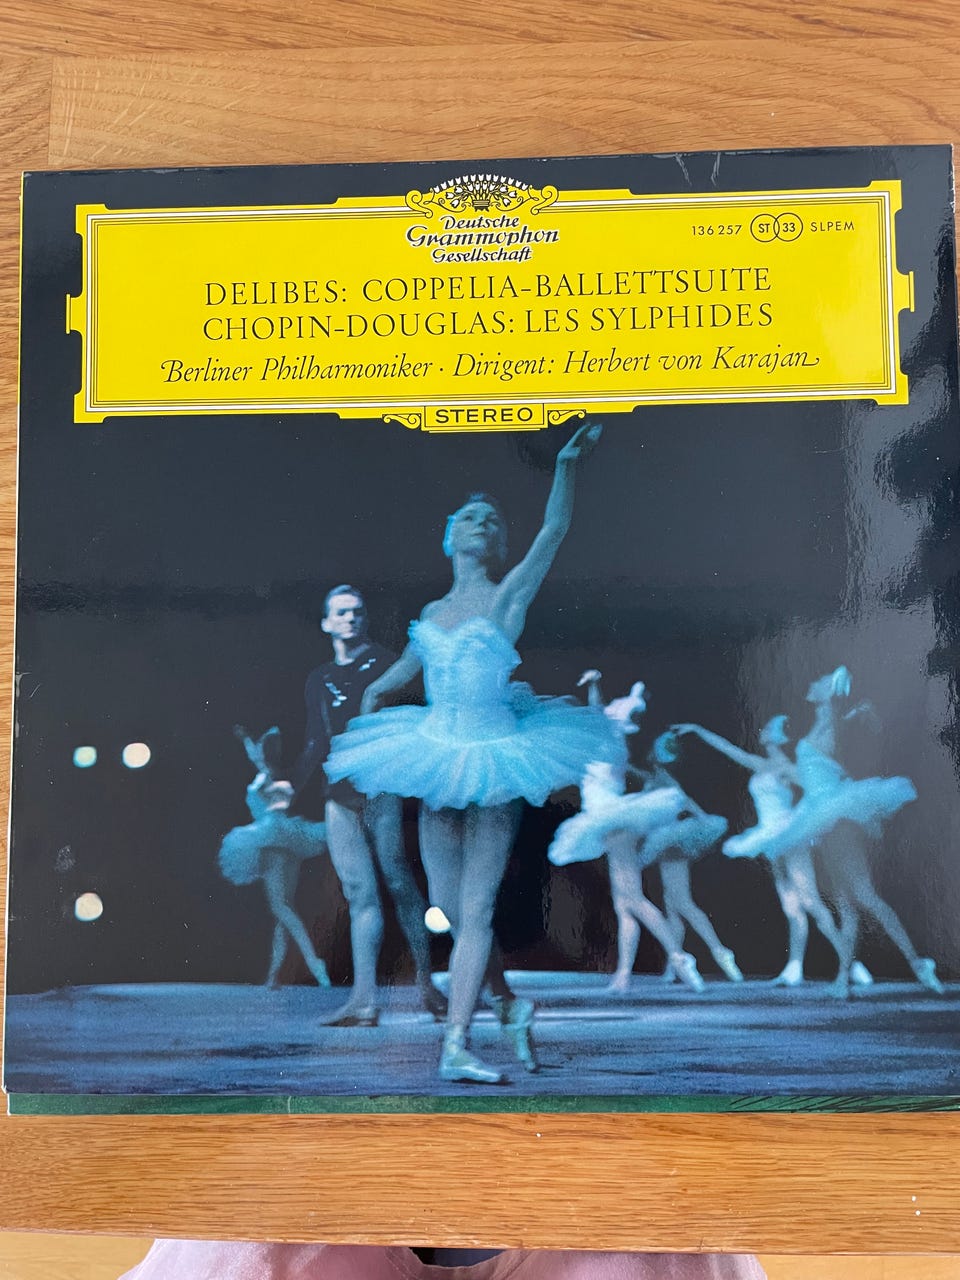 Deutsche
Grammophon
Gesellschaft
136 257 ST 33 SLPEM
DELIBES: COPPELIA-BALLETTSUITE
CHOPIN-DOUGLAS: LES SYLPHIDES
Berliner Philharmoniker · Dirigent: Herbert von Karajan
STEREO